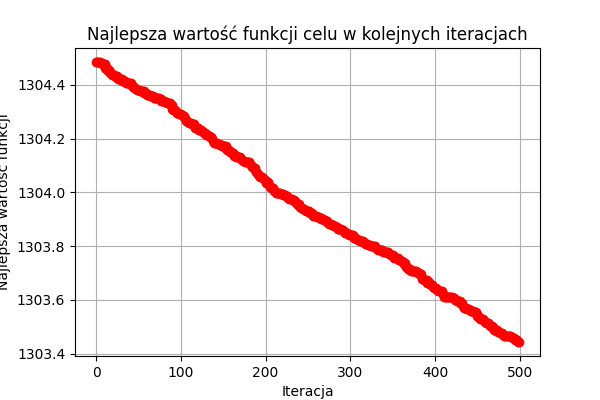 Najlepsza wartość funkcji celu w kolejnych iteracjach
Najlepsza wartość funkcji
1304.4
1304.2
1304.0
1303.8
1303.6
1303.4
0 100 200 300 400 500
Iteracja